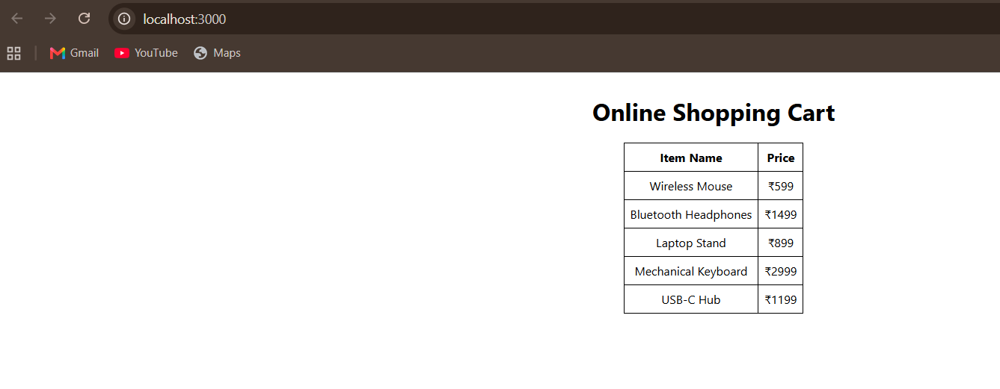 localhost:3000
Gmail YouTube Maps
Online Shopping Cart
Item Name Price
Wireless Mouse ₹599
Bluetooth Headphones ₹1499
Laptop Stand ₹899
Mechanical Keyboard ₹2999
USB-C Hub ₹1199